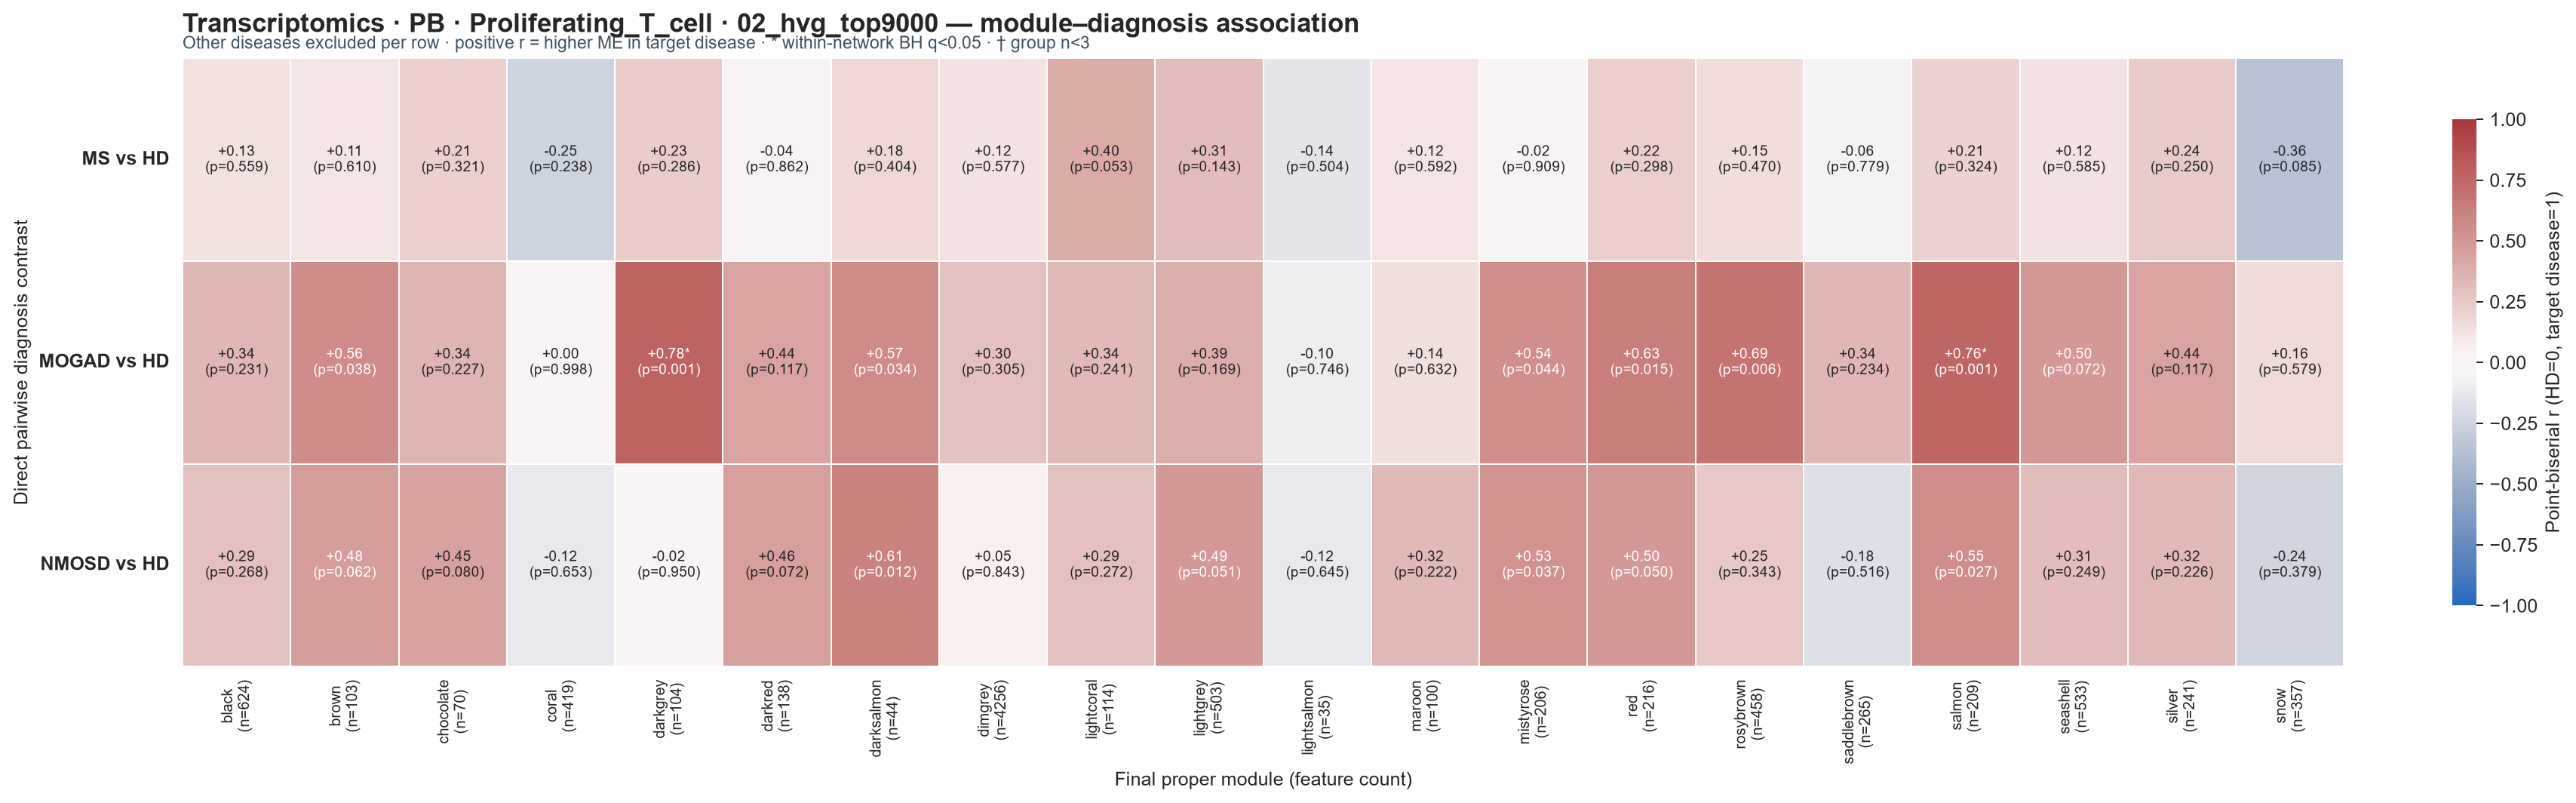 Transcriptomics · PB · Proliferating_T_cell · 02_hvg_top9000 — module–diagnosis association
Other diseases excluded per row · positive r = higher ME in target disease · * within-network BH q<0.05 · † group n<3
Direct pairwise diagnosis contrast
MS vs HD
+0.13 +0.11 +0.21 -0.25 +0.23 -0.04 +0.18 +0.12 +0.40 +0.31 -0.14 +0.12 -0.02 +0.22 +0.15 -0.06 +0.21 +0.12 +0.24 -0.36
(p=0.559) (p=0.610) (p=0.321) (p=0.238) (p=0.286) (p=0.862) (p=0.404) (p=0.577) (p=0.053) (p=0.143) (p=0.504) (p=0.592) (p=0.909) (p=0.298) (p=0.470) (p=0.779) (p=0.324) (p=0.585) (p=0.250) (p=0.085)
MOGAD vs HD
+0.34 +0.56 +0.34 +0.00 +0.78* +0.44 +0.57 +0.30 +0.34 +0.39 -0.10 +0.14 +0.54 +0.63 +0.69 +0.34 +0.76* +0.50 +0.44 +0.16
(p=0.231) (p=0.038) (p=0.227) (p=0.998) (p=0.001) (p=0.117) (p=0.034) (p=0.305) (p=0.241) (p=0.169) (p=0.746) (p=0.632) (p=0.044) (p=0.015) (p=0.006) (p=0.234) (p=0.001) (p=0.072) (p=0.117) (p=0.579)
NMOSD vs HD
+0.29 +0.48 +0.45 -0.12 -0.02 +0.46 +0.61 +0.05 +0.29 +0.49 -0.12 +0.32 +0.53 +0.50 +0.25 -0.18 +0.55 +0.31 +0.32 -0.24
(p=0.268) (p=0.062) (p=0.080) (p=0.653) (p=0.950) (p=0.072) (p=0.012) (p=0.843) (p=0.272) (p=0.051) (p=0.645) (p=0.222) (p=0.037) (p=0.050) (p=0.343) (p=0.516) (p=0.027) (p=0.249) (p=0.226) (p=0.379)
black
(n=624)
brown
(n=103)
chocolate
(n=70)
coral
(n=419)
darkgrey
(n=104)
darkred
(n=138)
darksalmon
(n=44)
dimgrey
(n=4256)
lightcoral
(n=114)
lightgrey
(n=503)
lightsalmon
(n=35)
maroon
(n=100)
mistyrose
(n=206)
red
(n=216)
rosybrown
(n=458)
saddlebrown
(n=265)
salmon
(n=209)
seashell
(n=533)
silver
(n=241)
snow
(n=357)
Final proper module (feature count)
1.00
0.75
0.50
0.25
0.00
−0.25
−0.50
−0.75
−1.00
Point-biserial r (HD=0, target disease=1)